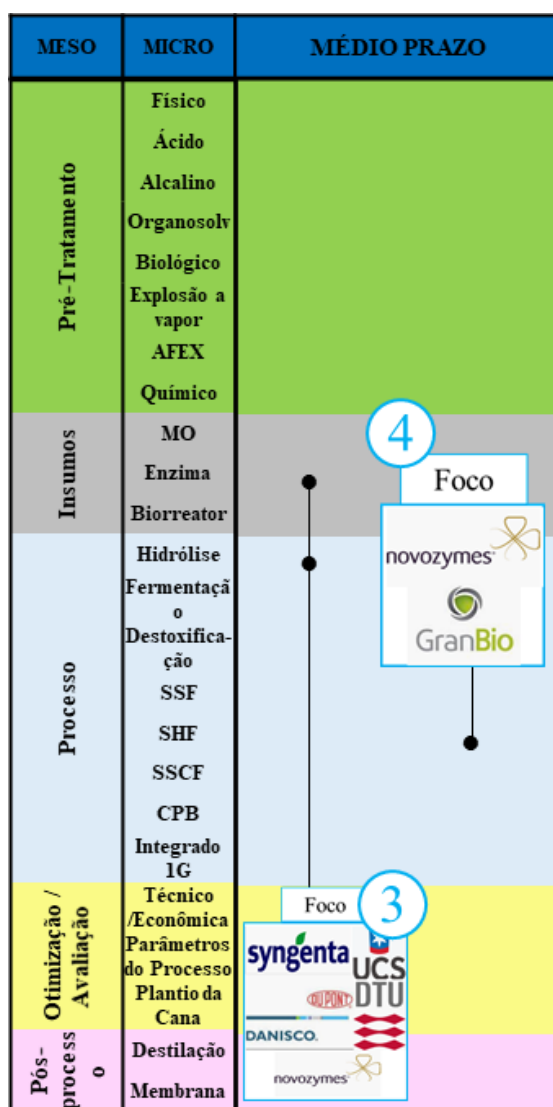 MESO MICRO MÉDIO PRAZO
Pré-Tratamento
Físico
Ácido
Alcalino
Organosolv
Biológico
Explosão a
vapor
AFEX
Químico
Insumos
MO
Enzima
Biorreator
4
Foco
novozymes
GranBio
Processo
Hidrólise
Fermentaçã
o
Destoxifica-
ção
SSF
SHF
SSCF
CPB
Integrado
1G
Otimização /
Avaliação
Técnico
/Econômica
Parâmetros
do Processo
Plantio da
Cana
Foco
3
syngenta
UCS
DUPONT
DTU
DANISCO.
novozymes
Pós-
process
o
Destilação
Membrana